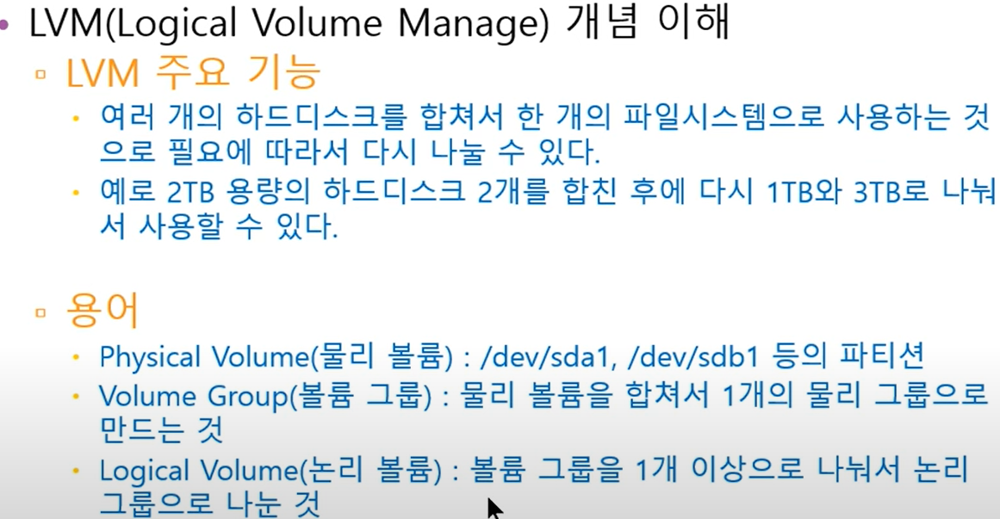 • LVM(Logical Volume Manage) 개념 이해
▫ LVM 주요 기능
• 여러 개의 하드디스크를 합쳐서 한 개의 파일시스템으로 사용하는 것
으로 필요에 따라서 다시 나눌 수 있다.
• 예로 2TB 용량의 하드디스크 2개를 합친 후에 다시 1TB와 3TB로 나눠
서 사용할 수 있다.
▫ 용어
• Physical Volume(물리 볼륨) : /dev/sda1, /dev/sdb1 등의 파티션
• Volume Group(볼륨 그룹) : 물리 볼륨을 합쳐서 1개의 물리 그룹으로
만드는 것
• Logical Volume(논리 볼륨) : 볼륨 그룹을 1개 이상으로 나눠서 논리
그룹으로 나눈 것